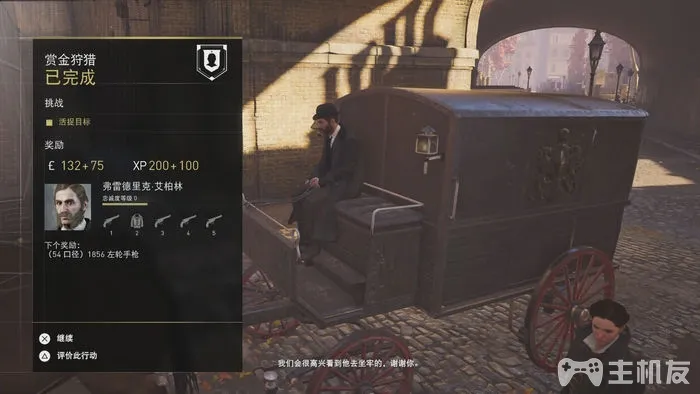 赏金狩猎
已完成
挑战
活捉目标
奖励
£ 132+75 XP 200+100
弗雷德里克·艾柏林
忠诚度等级 0
1 2 3 4 5
下个奖励：
（54 口径）1856 左轮手枪
继续
评价此行动
我们会很高兴看到他去坐牢的，谢谢你。
主机友